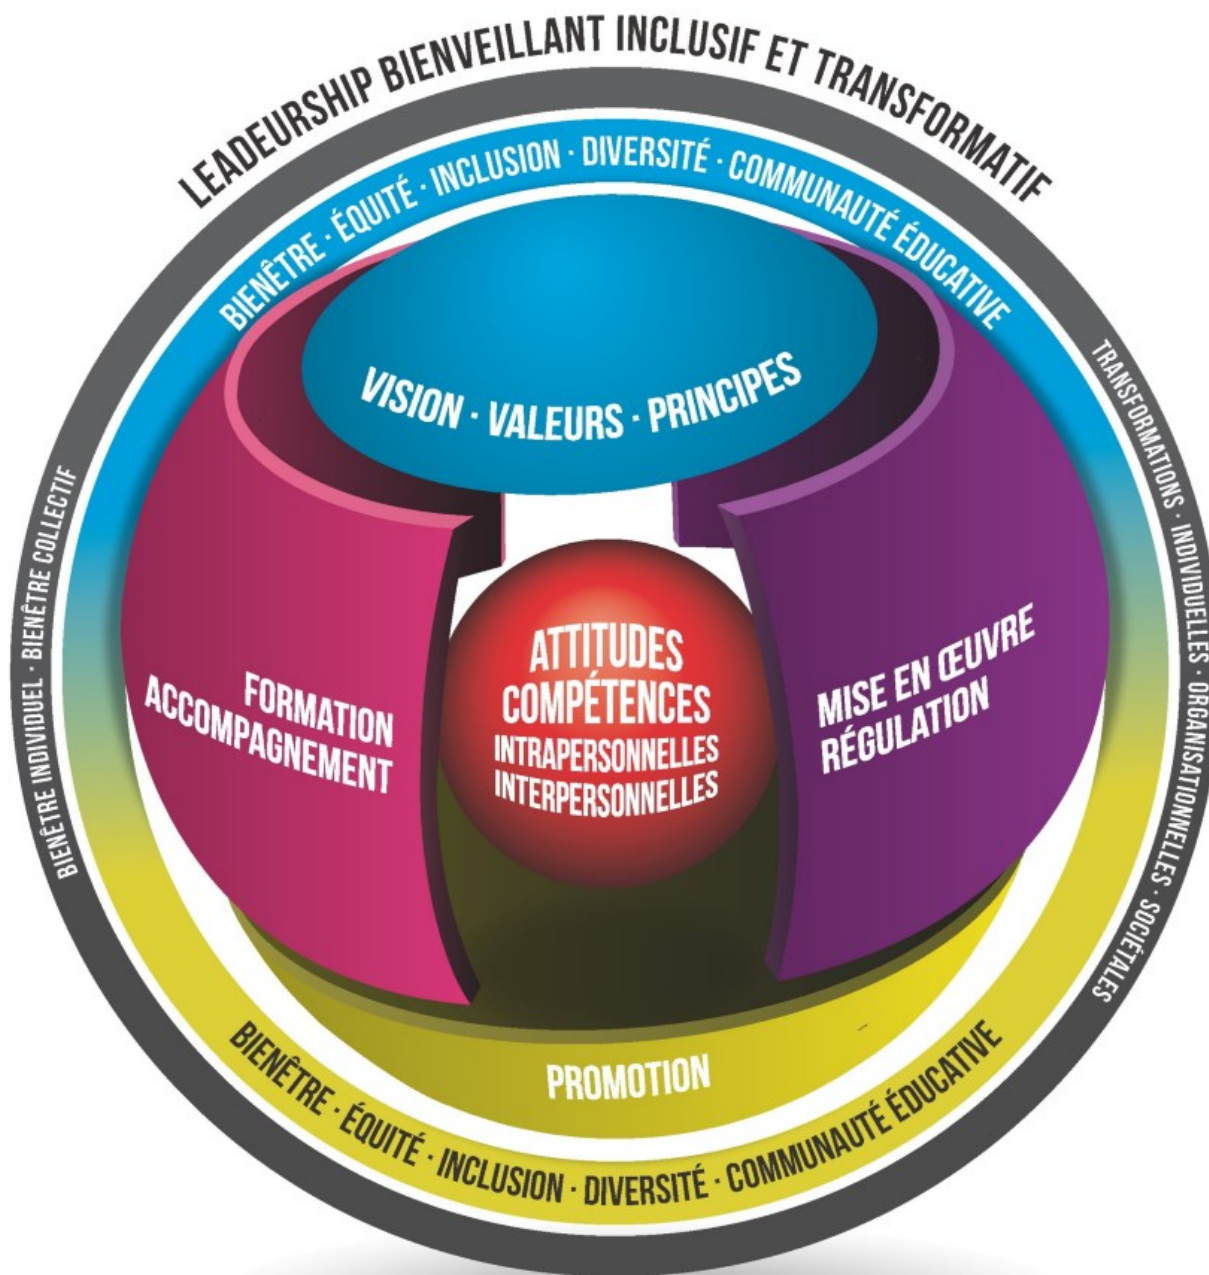 LEADEURSHIP BIENVEILLANT INCLUSIF ET TRANSFORMATIF
BIENÊTRE · ÉQUITÉ · INCLUSION · DIVERSITÉ · COMMUNAUTÉ ÉDUCATIVE
VISION · VALEURS · PRINCIPES
BIENÊTRE INDIVIDUEL · BIENÊTRE COLLECTIF
TRANSFORMATIONS · INDIVIDUELLES · ORGANISATIONNELLES · SOCIÉTALES
FORMATION
ACCOMPAGNEMENT
ATTITUDES
COMPÉTENCES
INTRAPERSONNELLES
INTERPERSONNELLES
MISE EN ŒUVRE
RÉGULATION
PROMOTION
BIENÊTRE · ÉQUITÉ · INCLUSION · DIVERSITÉ · COMMUNAUTÉ ÉDUCATIVE